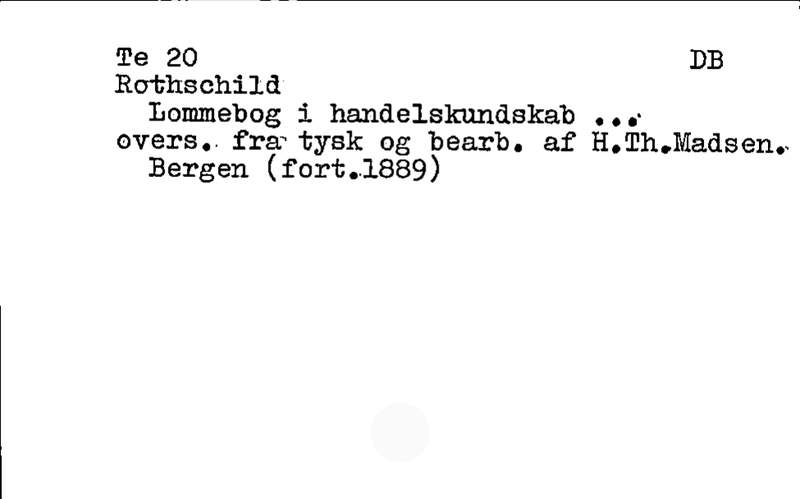 Te 20 DB
Rothschild
Lommebog i handelskundskab ...
overs. fra tysk og bearb. af H.Th.Madsen.
Bergen (fort.1889)